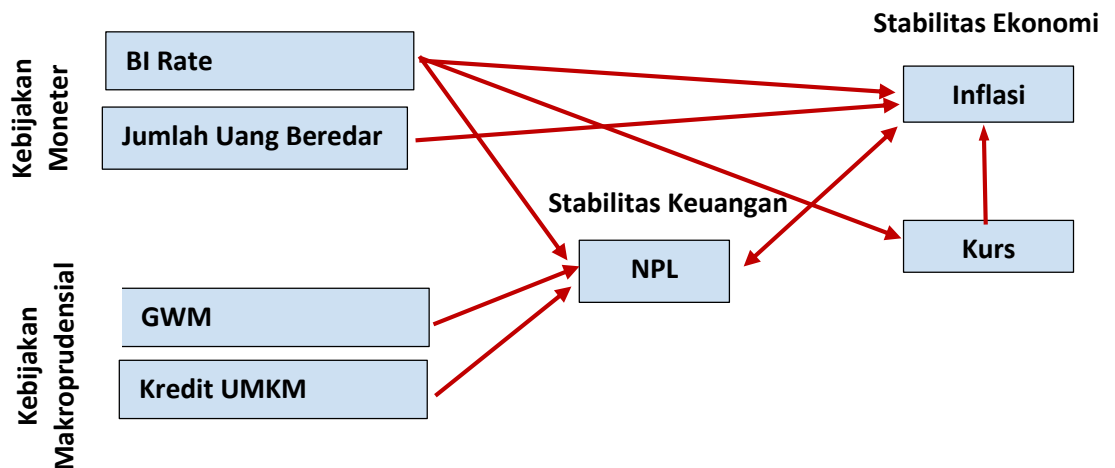 Stabilitas Ekonomi
Kebijakan
Moneter
BI Rate
Inflasi
Jumlah Uang Beredar
Stabilitas Keuangan
NPL
Kurs
Kebijakan
Makroprudensial
GWM
Kredit UMKM